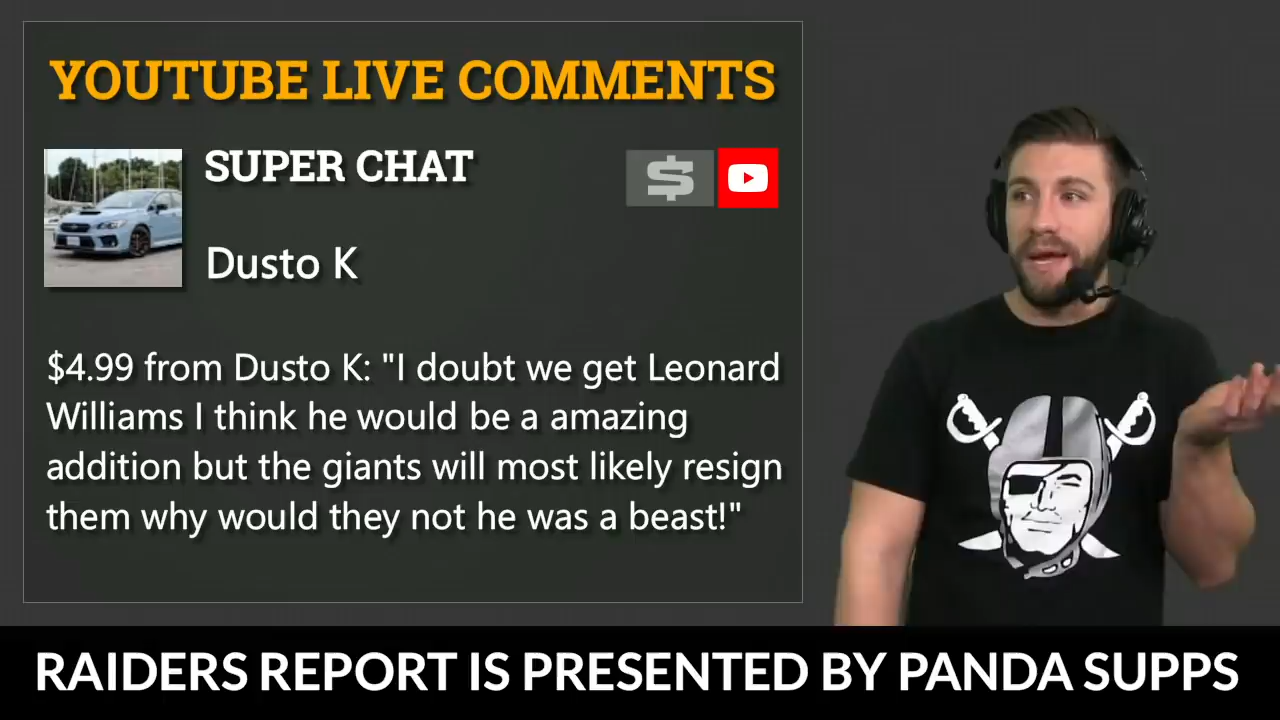 YOUTUBE LIVE COMMENTS
SUPER CHAT
Dusto K
$4.99 from Dusto K: "I doubt we get Leonard
Williams I think he would be a amazing
addition but the giants will most likely resign
them why would they not he was a beast!"
RAIDERS REPORT IS PRESENTED BY PANDA SUPPS